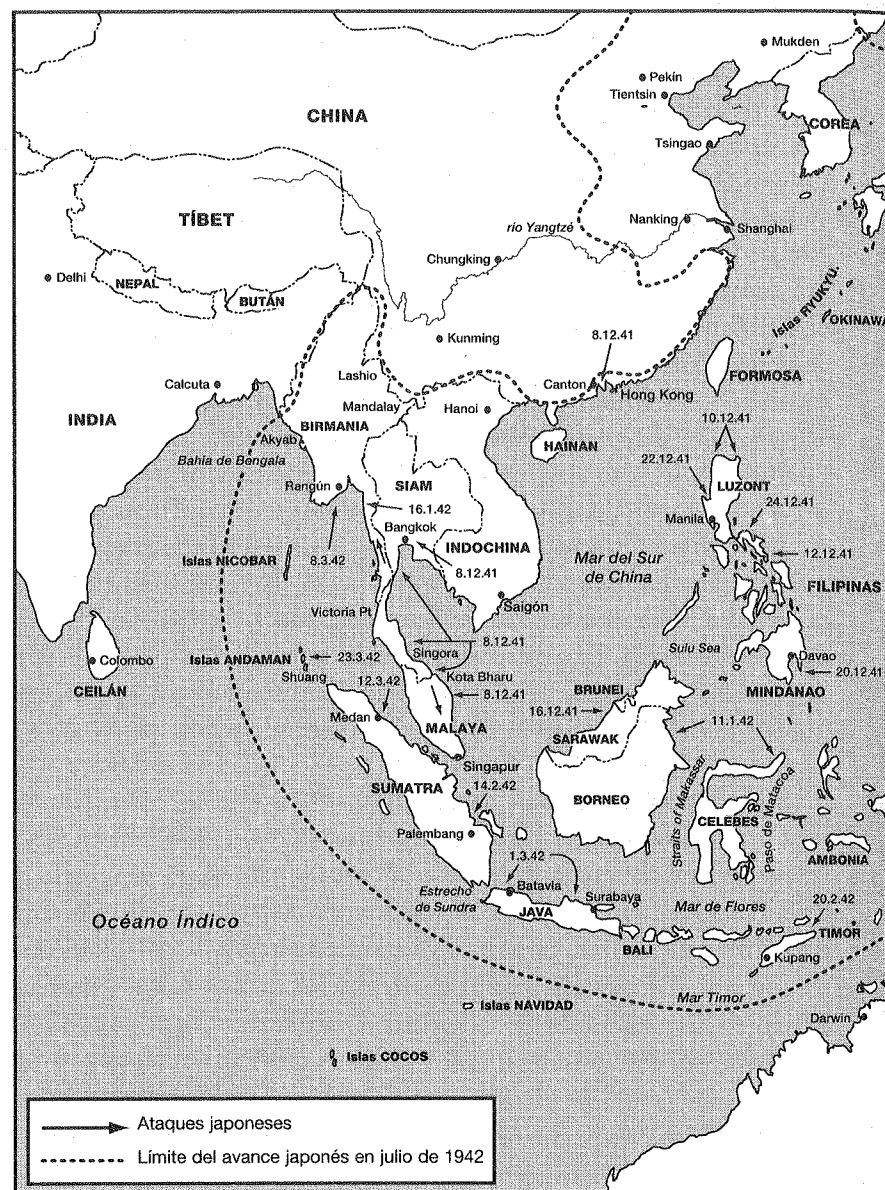 Mukden
Pekín
Tientsin
CHINA
COREA
Tsingao
TÍBET
río Yangtzé
Nanking
Shanghai
Chungking
Delhi
NEPAL
BUTÁN
Islas RYUKYU.
OKINAWA
Kunming
8.12.41
Lashio
FORMOSA
Calcuta
Canton
Hong Kong
Mandalay
Hanoi
INDIA
BIRMANIA
10.12.41
Akyab
HAINAN
Bahía de Bengala
22.12.41
SIAM
LUZONT
Rangún
16.1.42
24.12.41
Manila
Bangkok
INDOCHINA
12.12.41
Islas NICOBAR
8.3.42
8.12.41
Mar del Sur
de China
FILIPINAS
Victoria Pt
Saigón
8.12.41
Sulu Sea
Singora
Davao
Colombo
Islas ANDAMAN
23.3.42
Shuang
Kota Bharu
20.12.41
CEILÁN
12.3.42
8.12.41
BRUNEI
MINDANAO
16.12.41
11.1.42
Medan
MALAYA
SARAWAK
Singapur
SUMATRA
14.2.42
BORNEO
Straits of Makassar
Paso de Matacoa
CELEBES
Palembang
AMBONIA
1.3.42
Estrecho
de Sundra
Batavia
Surabaya
20.2.42
Océano Índico
JAVA
Mar de Flores
TIMOR
BALI
Kupang
Mar Timor
Islas NAVIDAD
Darwin
Islas COCOS
Ataques japoneses
Límite del avance japonés en julio de 1942